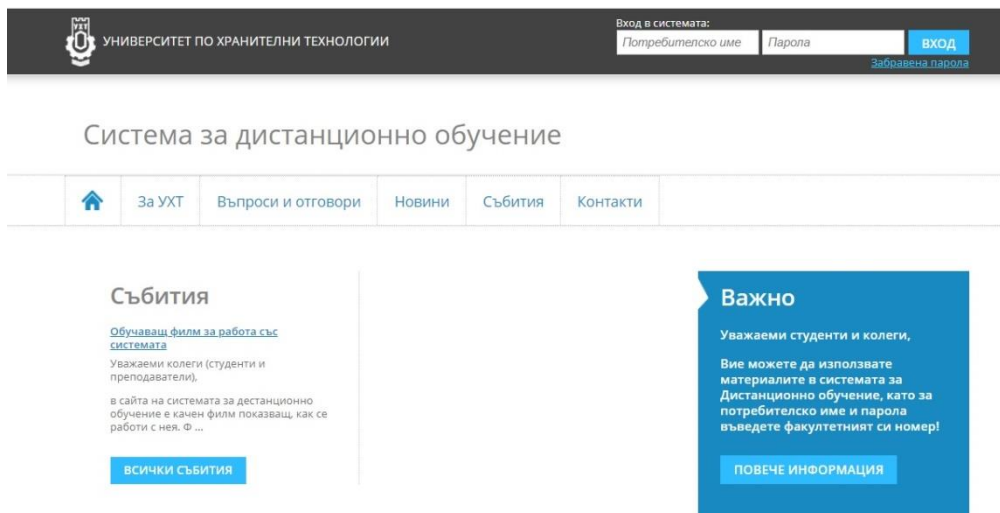 УХТ
УНИВЕРСИТЕТ ПО ХРАНИТЕЛНИ ТЕХНОЛОГИИ
Вход в системата:
Потребителско име
Парола
ВХОД
Забравена парола
Система за дистанционно обучение
За УХТ
Въпроси и отговори
Новини
Събития
Контакти
Събития
Обучаващ филм за работа със
системата
Уважаеми колеги (студенти и
преподаватели),
в сайта на система за дестанционно
обучение е качен филм показващ, как се
работи с нея. Ф ...
ВСИЧКИ СЪБИТИЯ
Важно
Уважаеми студенти и колеги,
Вие можете да използвате
материалите в системата за
Дистанционно обучение, като за
потребителско име и парола
въведете факултетният си номер!
ПОВЕЧЕ ИНФОРМАЦИЯ